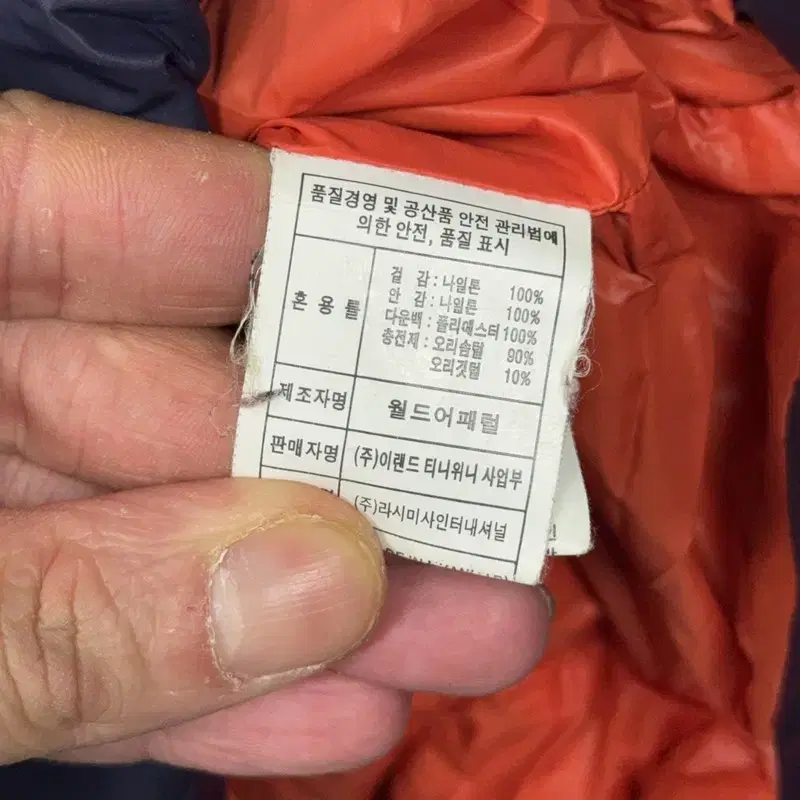 품질경영 및 공산품 안전 관리법에
의한 안전, 품질 표시
혼용률
겉 감 : 나일론 100%
안 감 : 나일론 100%
다운백 : 폴리에스터 100%
충전재 : 오리솜털 90%
오리깃털 10%
제조자명 월드어패럴
판매자명 (주)이랜드 티니위니 사업부
(주)라시미사인터내셔널